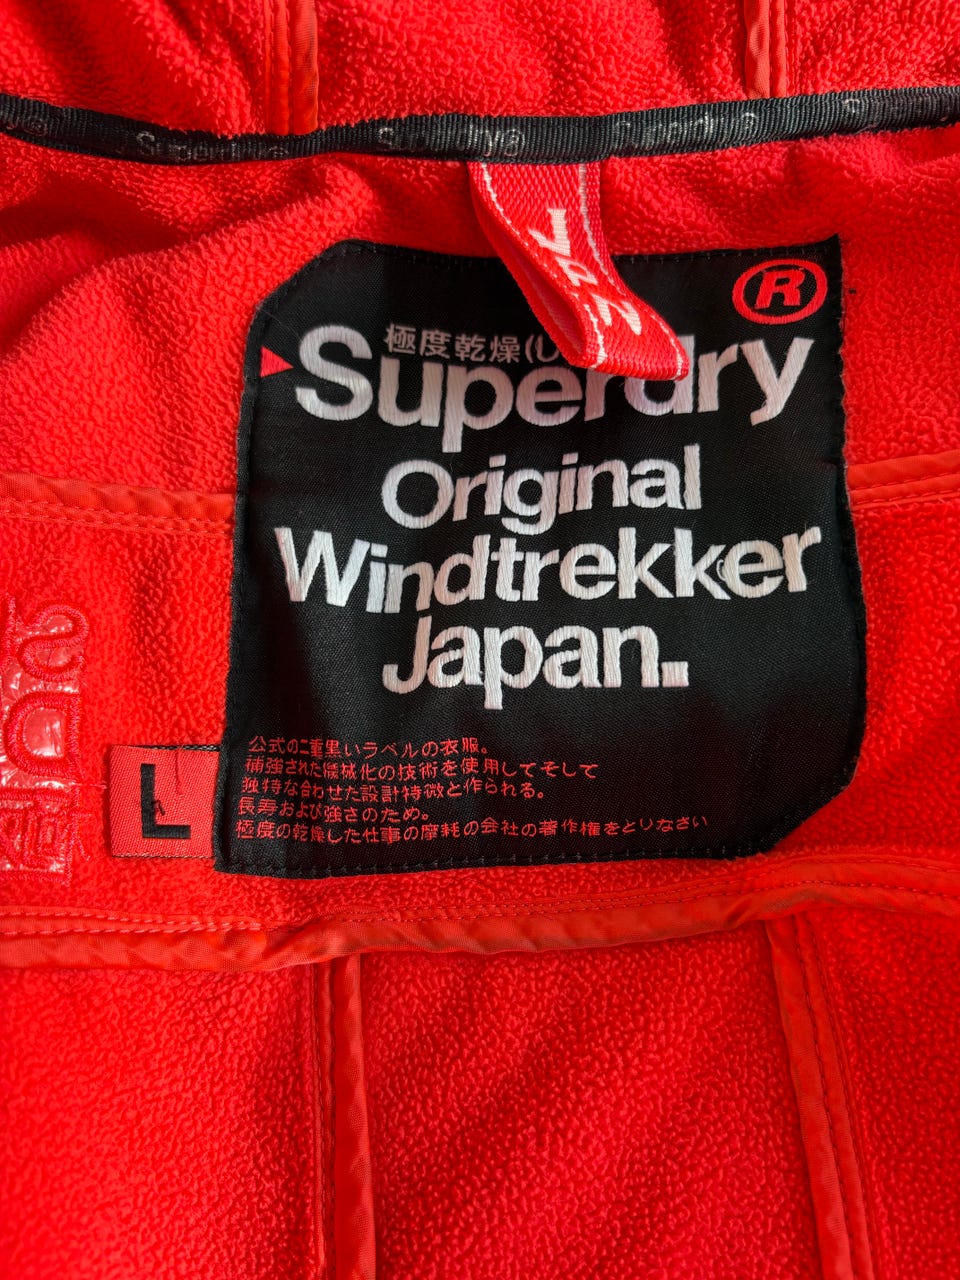 Superdry® Superdry® Superdry®
®
極度乾燥(し
Superdry
Original
Windtrekker
Japan.
公式の二重黒いラベルの衣服。
補強された機械化の技術を使用してそして
独特な合わせた設計特微と作られる。
長寿および強さのため。
極度の乾燥した仕事の摩耗の会社の著作権をとりなさい
L